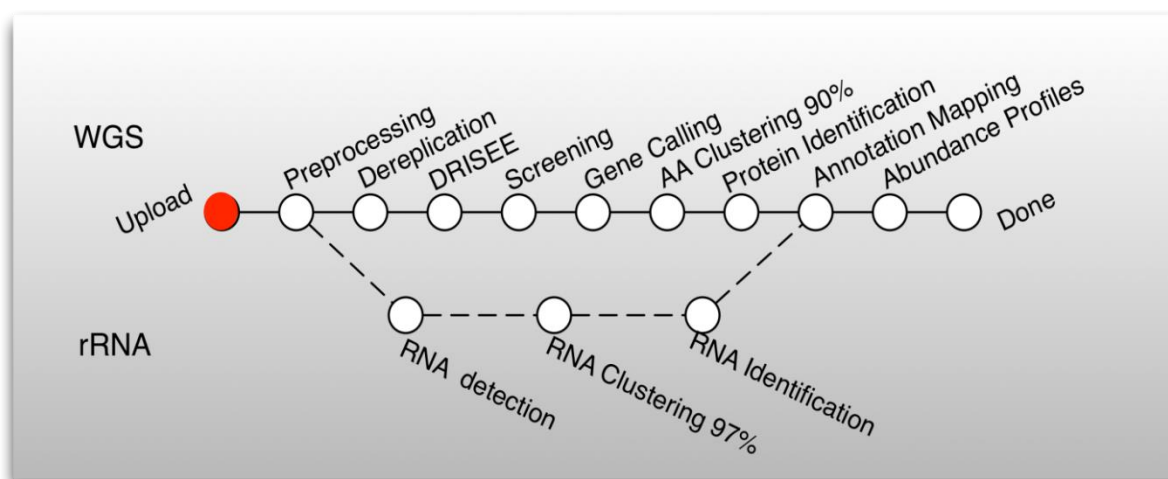 WGS
Upload
Preprocessing
Dereplication
DRISEE
Screening
Gene Calling
AA Clustering 90%
Protein Identification
Annotation Mapping
Abundance Profiles
Done
rRNA
RNA detection
RNA Clustering 97%
RNA Identification